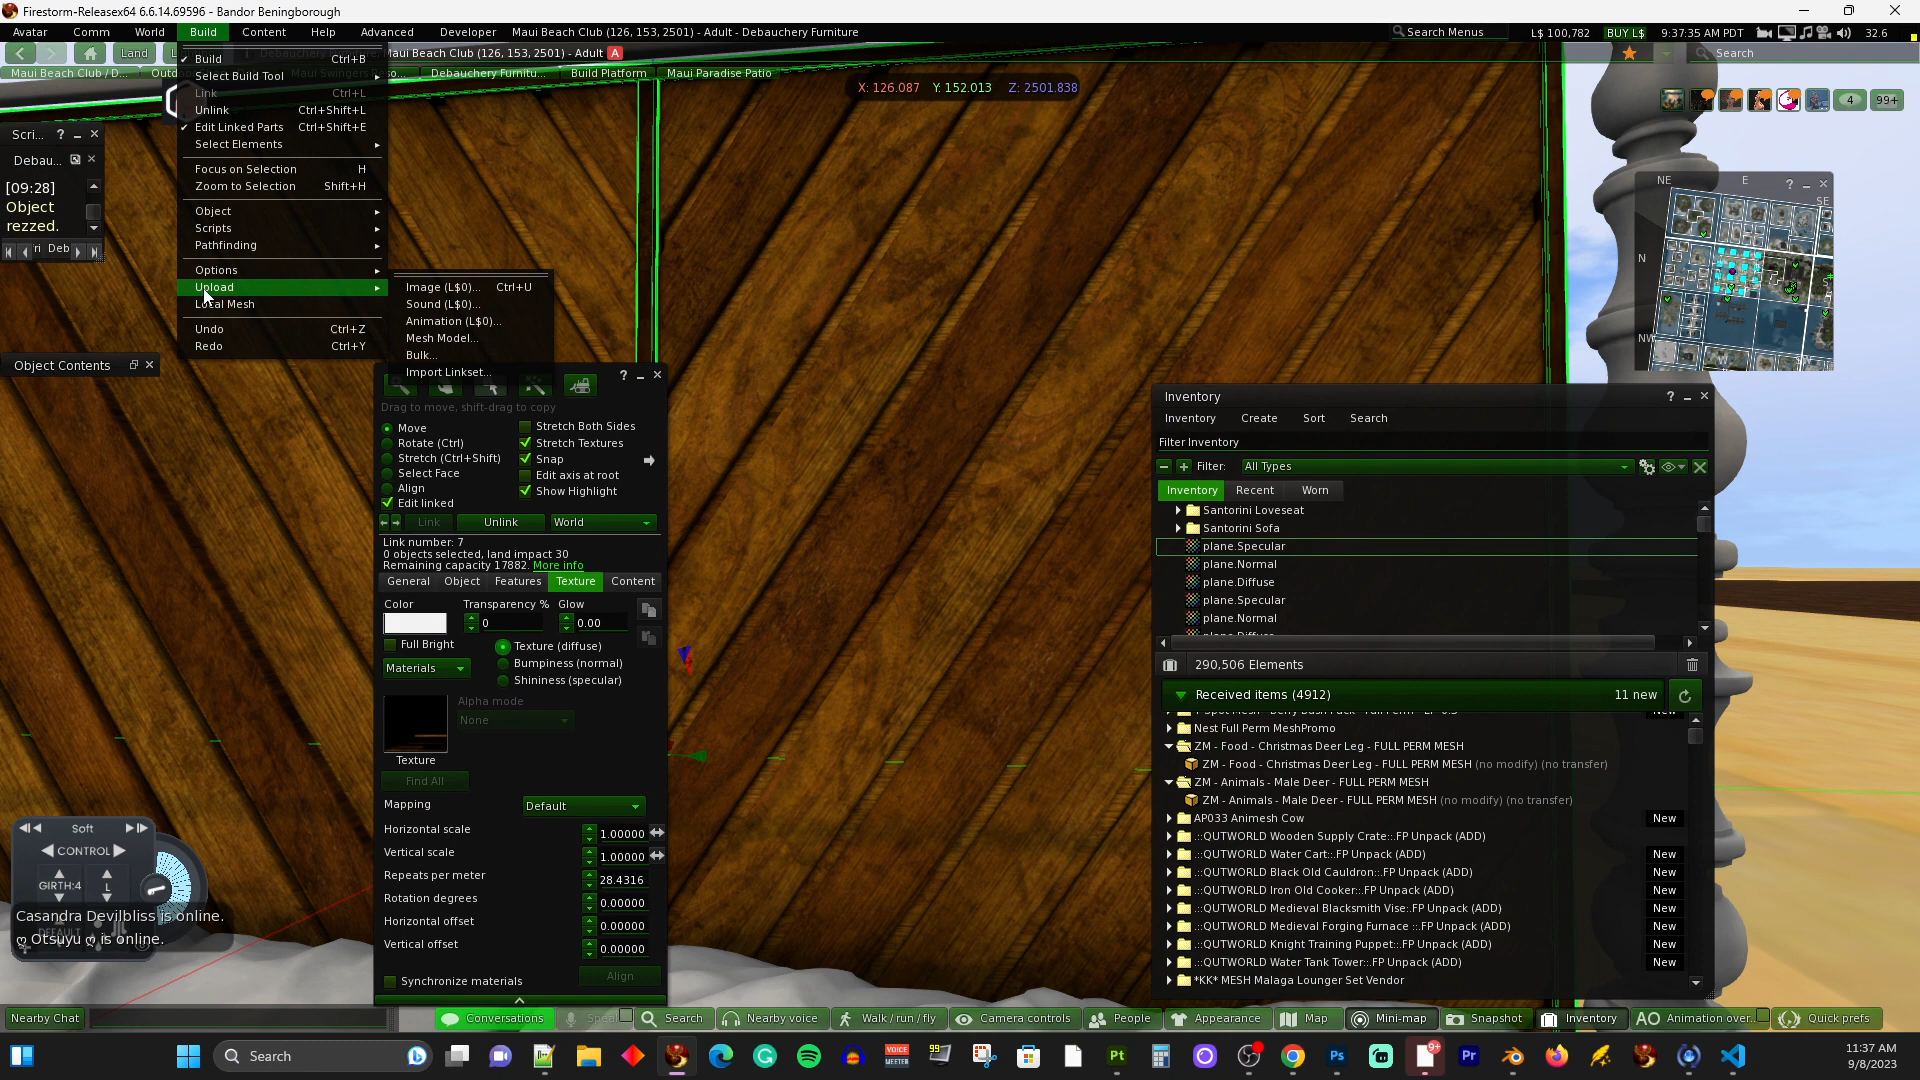 Firestorm-Releasex64 6.6.14.69596 - Bandor Beningborough
Avatar Comm World Build Content Help Advanced Developer Maui Beach Club (126, 153, 2501) - Adult - Debauchery Furniture
Search Menus L$ 100,782 BUY L$ 9:37:35 AM PDT 32.6
Land Maui Beach Club (126, 153, 2501) - Adult A Search
Maui Beach Club / D... Debauchery Furnitu... Build Platform Maui Paradise Patio
X: 126.087 Y: 152.013 Z: 2501.838
4 99+
Build Ctrl+B
Select Build Tool
Link Ctrl+L
Unlink Ctrl+Shift+L
Edit Linked Parts Ctrl+Shift+E
Select Elements
Focus on Selection H
Zoom to Selection Shift+H
Object
Scripts
Pathfinding
Options
Upload
Local Mesh
Undo Ctrl+Z
Redo Ctrl+Y
Image (L$0)... Ctrl+U
Sound (L$0)...
Animation (L$0)...
Mesh Model...
Bulk...
Import Linkset...
Scri... ?
Debau...
[09:28]
Object
rezzed.
Deb
Object Contents
NE E SE
N
NW
Drag to move, shift-drag to copy
Move
Rotate (Ctrl)
Stretch (Ctrl+Shift)
Select Face
Align
Edit linked
Stretch Both Sides
Stretch Textures
Snap
Edit axis at root
Show Highlight
Link Unlink World
Link number: 7
0 objects selected, land impact 30
Remaining capacity 17882. More info
General Object Features Texture Content
Color Transparency % Glow
0 0.00
Full Bright
Texture (diffuse)
Bumpiness (normal)
Shininess (specular)
Materials
Alpha mode
None
Texture
Find All
Mapping Default
Horizontal scale 1.00000
Vertical scale 1.00000
Repeats per meter 28.4316
Rotation degrees 0.00000
Horizontal offset 0.00000
Vertical offset 0.00000
Synchronize materials Align
Inventory
Inventory Create Sort Search
Filter Inventory
Filter: All Types
Inventory Recent Worn
Santorini Loveseat
Santorini Sofa
plane.Specular
plane.Normal
plane.Diffuse
plane.Specular
plane.Normal
290,506 Elements
Received items (4912) 11 new
Nest Full Perm MeshPromo
ZM - Food - Christmas Deer Leg - FULL PERM MESH
ZM - Food - Christmas Deer Leg - FULL PERM MESH (no modify) (no transfer)
ZM - Animals - Male Deer - FULL PERM MESH
ZM - Animals - Male Deer - FULL PERM MESH (no modify) (no transfer)
AP033 Animesh Cow New
.::QUTWORLD Wooden Supply Crate::.FP Unpack (ADD)
.::QUTWORLD Water Cart::.FP Unpack (ADD) New
.::QUTWORLD Black Old Cauldron::.FP Unpack (ADD) New
.::QUTWORLD Iron Old Cooker::.FP Unpack (ADD) New
.::QUTWORLD Medieval Blacksmith Vise:.FP Unpack (ADD) New
.::QUTWORLD Medieval Forging Furnace ::.FP Unpack (ADD) New
.::QUTWORLD Knight Training Puppet::.FP Unpack (ADD) New
.::QUTWORLD Water Tank Tower::.FP Unpack (ADD) New
*KK* MESH Malaga Lounger Set Vendor
Soft
CONTROL
GIRTH:4 L
DEFAULT
Casandra Devilbliss is online.
ღ Otsuyu ღ is online.
Nearby Chat Conversations Speak Search Nearby voice Walk / run / fly Camera controls People Appearance Map Mini-map Snapshot Inventory AO Animation over... Quick prefs
Search
VOICE MEETER
99
Pt
Ps
9+
Pr
11:37 AM
9/8/2023